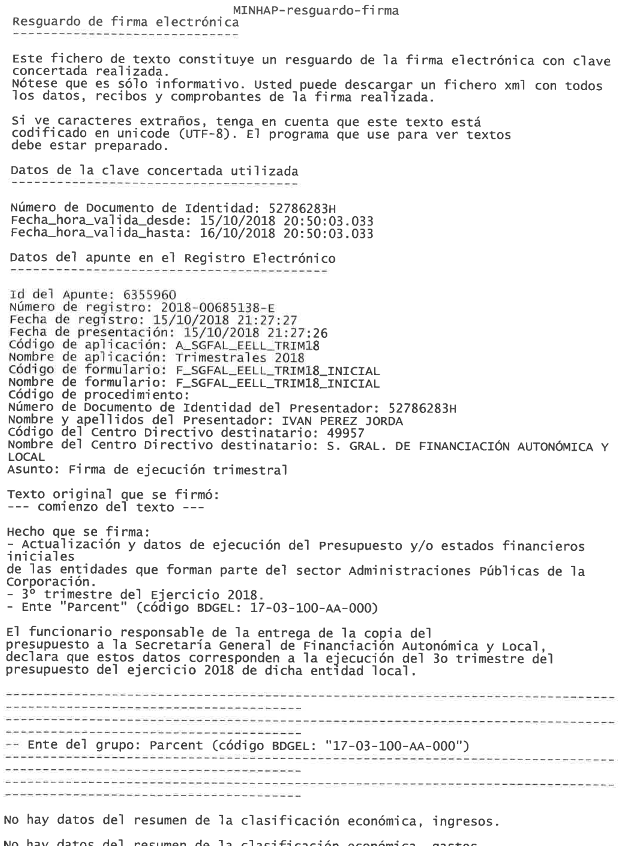 MINHAP-resguardo-firma
Resguardo de firma electrónica
------------------------------
Este fichero de texto constituye un resguardo de la firma electrónica con clave
concertada realizada.
Nótese que es sólo informativo. Usted puede descargar un fichero xml con todos
los datos, recibos y comprobantes de la firma realizada.
Si ve caracteres extraños, tenga en cuenta que este texto está
codificado en unicode (UTF-8). El programa que use para ver textos
debe estar preparado.
Datos de la clave concertada utilizada
--------------------------------------
Número de Documento de Identidad: 52786283H
Fecha_hora_valida_desde: 15/10/2018 20:50:03.033
Fecha_hora_valida_hasta: 16/10/2018 20:50:03.033
Datos del apunte en el Registro Electrónico
------------------------------------------
Id del Apunte: 6355960
Número de registro: 2018-00685138-E
Fecha de registro: 15/10/2018 21:27:27
Fecha de presentación: 15/10/2018 21:27:26
Código de aplicación: A_SGFAL_EELL_TRIM18
Nombre de aplicación: Trimestrales 2018
Código de formulario: F_SGFAL_EELL_TRIM18_INICIAL
Nombre de formulario: F_SGFAL_EELL_TRIM18_INICIAL
Código de procedimiento:
Número de Documento de Identidad del Presentador: 52786283H
Nombre y apellidos del Presentador: IVAN PEREZ JORDA
Código del Centro Directivo destinatario: 49957
Nombre del Centro Directivo destinatario: S. GRAL. DE FINANCIACIÓN AUTONÓMICA Y
LOCAL
Asunto: Firma de ejecución trimestral
Texto original que se firmó:
--- comienzo del texto ---
Hecho que se firma:
- Actualización y datos de ejecución del Presupuesto y/o estados financieros
iniciales
de las entidades que forman parte del sector Administraciones Públicas de la
Corporación.
- 3º trimestre del Ejercicio 2018.
- Ente "Parcent" (código BDGEL: 17-03-100-AA-000)
El funcionario responsable de la entrega de la copia del
presupuesto a la Secretaría General de Financiación Autonómica y Local,
declara que estos datos corresponden a la ejecución del 3o trimestre del
presupuesto del ejercicio 2018 de dicha entidad local.
--------------------------------------------------------------------------------
---------------------------------------
--------------------------------------------------------------------------------
---------------------------------------
-- Ente del grupo: Parcent (código BDGEL: "17-03-100-AA-000")
--------------------------------------------------------------------------------
---------------------------------------
--------------------------------------------------------------------------------
---------------------------------------
No hay datos del resumen de la clasificación económica, ingresos.
No hay datos del resumen de la clasificación económica, gastos